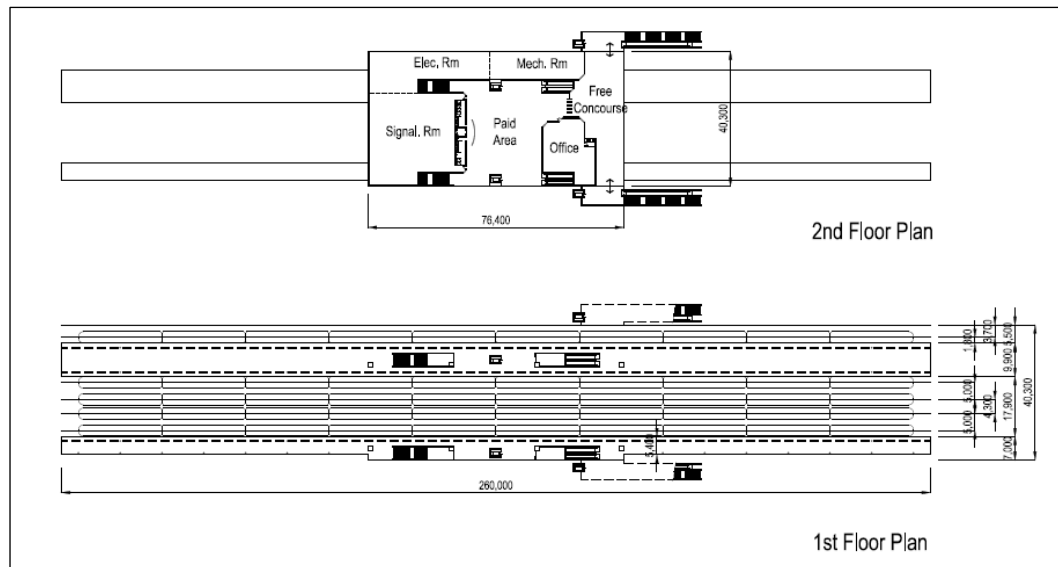 Elec, Rm
Mech. Rm
Free
Concourse
Signal. Rm
Paid
Area
Office
40,300
76,400
2nd Floor Plan
1,800
3,700
5,500
9,900
5,000
4,300
17,900
40,300
5,000
5,400
7,000
260,000
1st Floor Plan